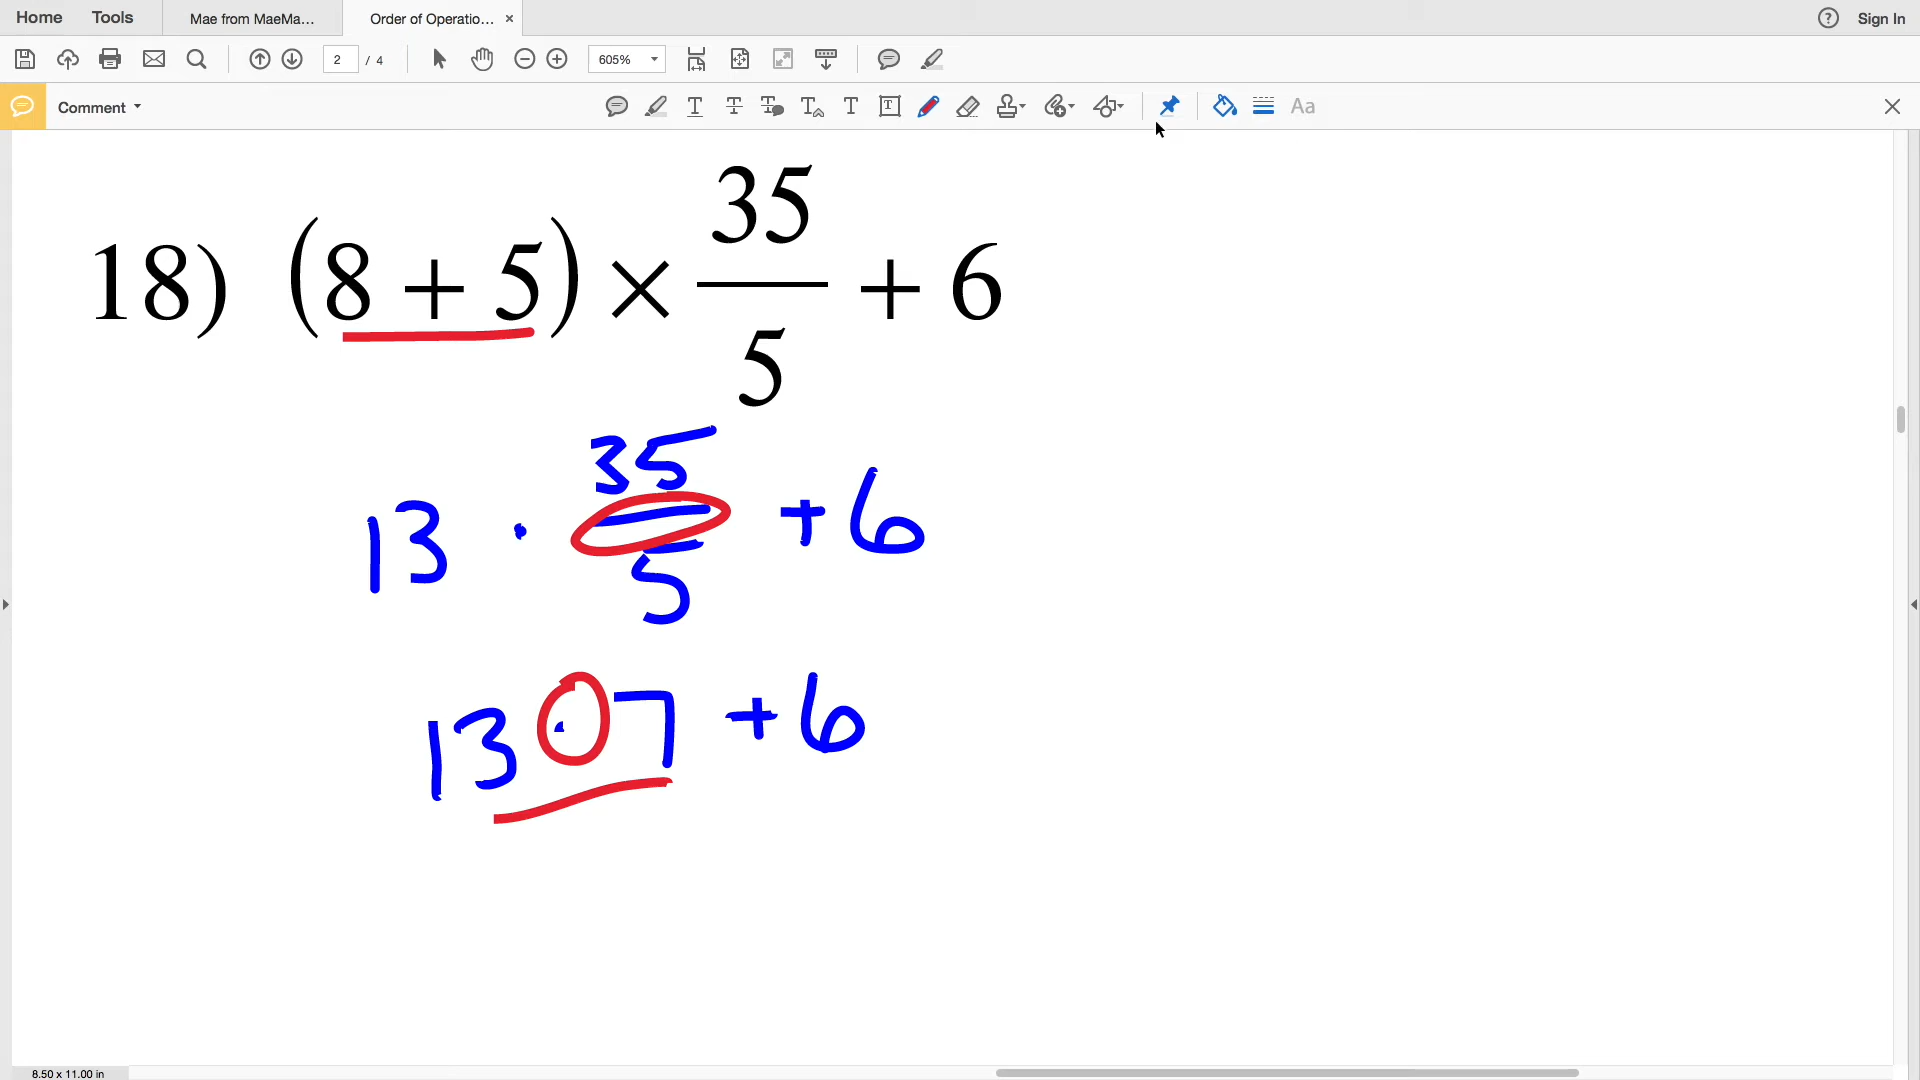 Home Tools Mae from MaeMa... Order of Operatio... × ? Sign In
2 / 4 605%
Comment T T T T T T Aa
18) (8 + 5) × 35/5 + 6
13 · 35/5 + 6
13 · 7 + 6
8.50 x 11.00 in